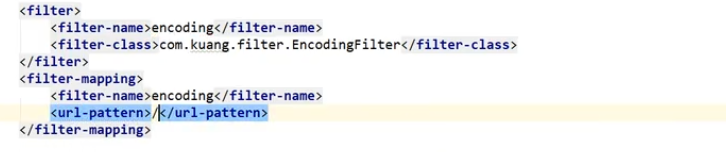 <filter>
<filter-name>encoding</filter-name>
<filter-class>com.kuang.filter.EncodingFilter</filter-class>
</filter>
<filter-mapping>
<filter-name>encoding</filter-name>
<url-pattern>/</url-pattern>
</filter-mapping>